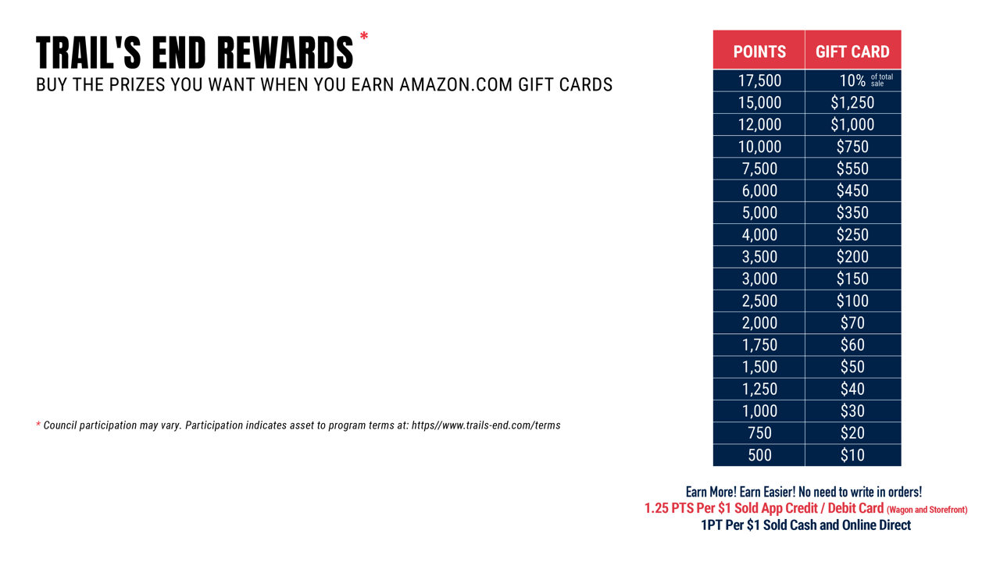 TRAIL'S END REWARDS *
BUY THE PRIZES YOU WANT WHEN YOU EARN AMAZON.COM GIFT CARDS
* Council participation may vary. Participation indicates asset to program terms at: https//www.trails-end.com/terms
POINTS GIFT CARD
17,500 10% of total sale
15,000 $1,250
12,000 $1,000
10,000 $750
7,500 $550
6,000 $450
5,000 $350
4,000 $250
3,500 $200
3,000 $150
2,500 $100
2,000 $70
1,750 $60
1,500 $50
1,250 $40
1,000 $30
750 $20
500 $10
Earn More! Earn Easier! No need to write in orders!
1.25 PTS Per $1 Sold App Credit / Debit Card (Wagon and Storefront)
1PT Per $1 Sold Cash and Online Direct